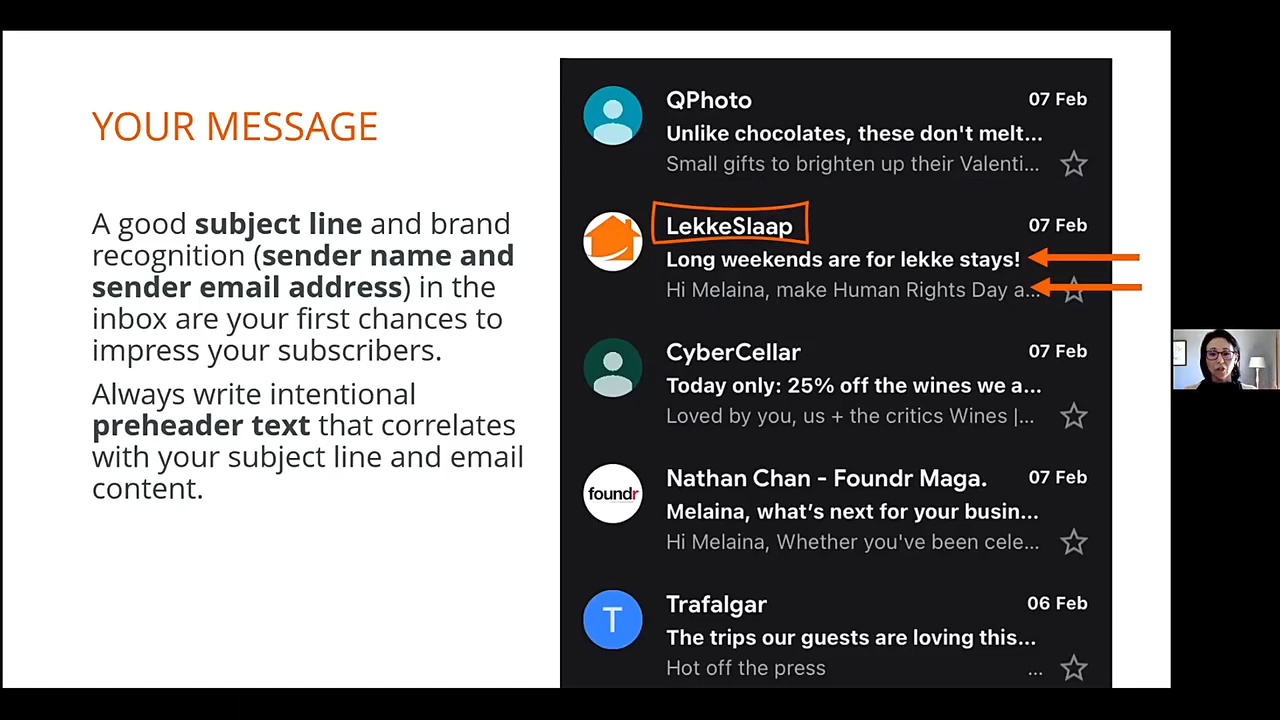 YOUR MESSAGE
A good subject line and brand
recognition (sender name and
sender email address) in the
inbox are your first chances to
impress your subscribers.
Always write intentional
preheader text that correlates
with your subject line and email
content.
QPhoto 07 Feb
Unlike chocolates, these don't melt...
Small gifts to brighten up their Valenti...
LekkeSlaap 07 Feb
Long weekends are for lekke stays!
Hi Melaina, make Human Rights Day a...
CyberCellar 07 Feb
Today only: 25% off the wines we a...
Loved by you, us + the critics Wines |...
foundr
Nathan Chan - Foundr Maga. 07 Feb
Melaina, what's next for your busin...
Hi Melaina, Whether you've been cele...
T
Trafalgar 06 Feb
The trips our guests are loving this...
Hot off the press ...